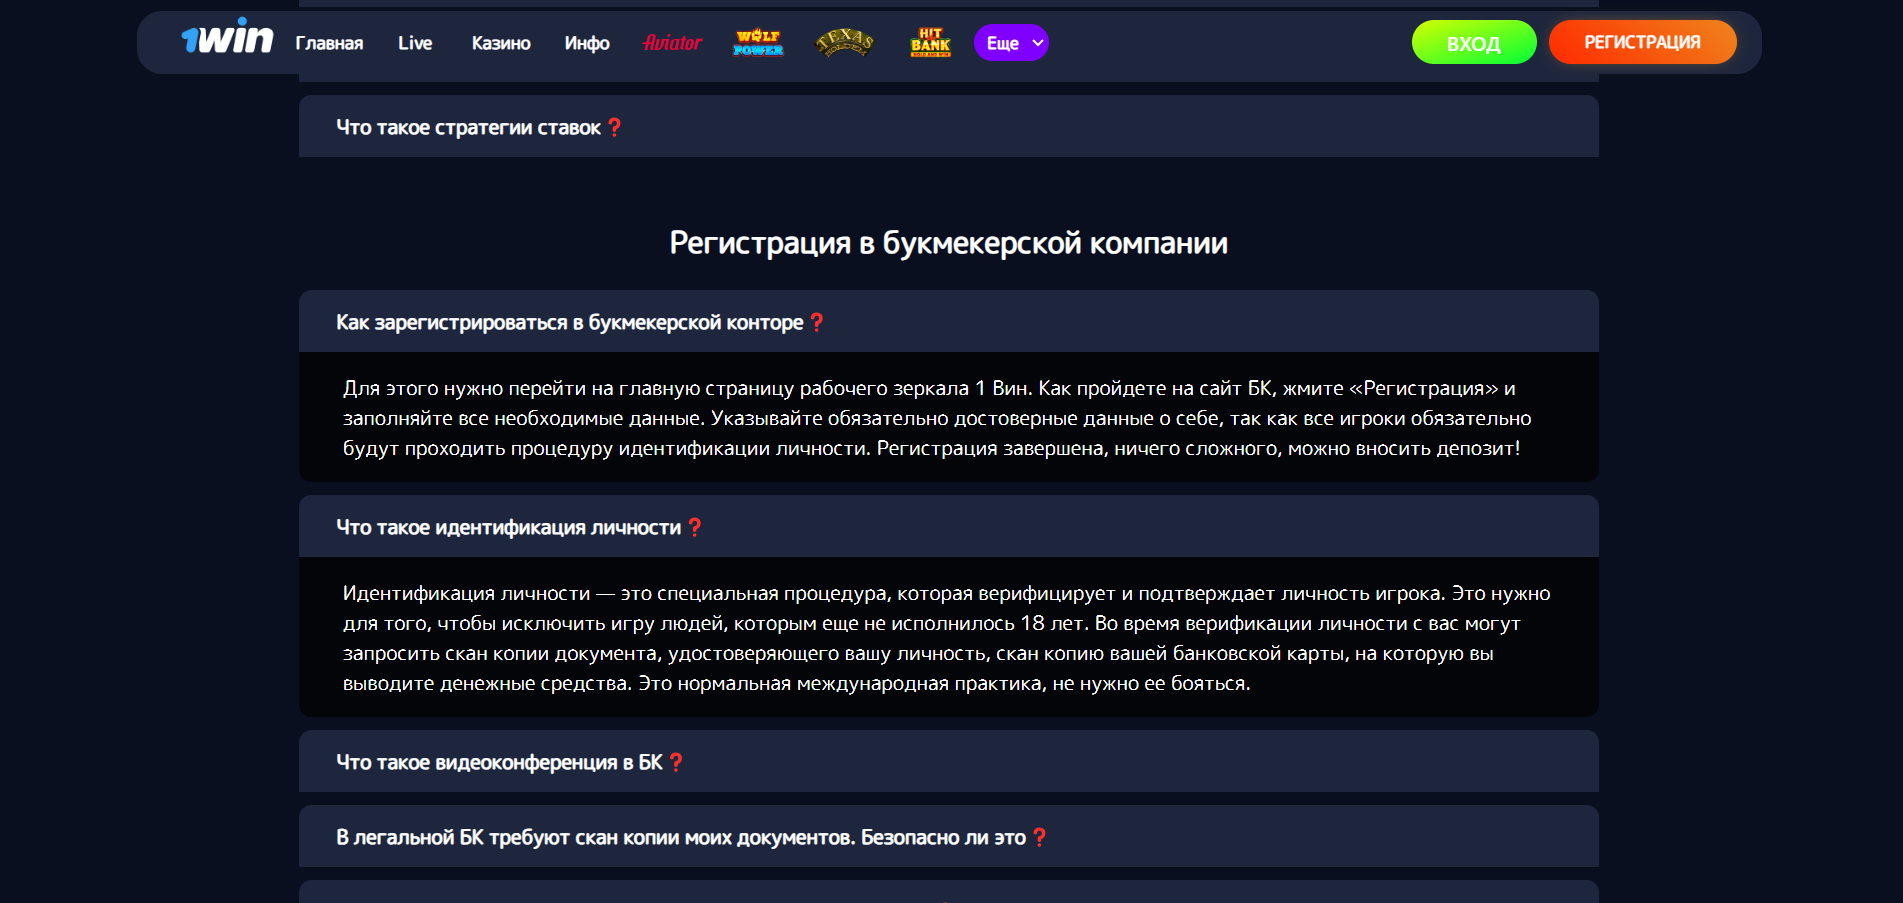 1win Главная Live Казино Инфо Aviator WOLF POWER TEXAS HOLD'EM HIT BANK Еще ВХОД РЕГИСТРАЦИЯ
Что такое стратегии ставок❓
Регистрация в букмекерской компании
Как зарегистрироваться в букмекерской конторе❓
Для этого нужно перейти на главную страницу рабочего зеркала 1 Вин. Как пройдете на сайт БК, жмите «Регистрация» и
заполняйте все необходимые данные. Указывайте обязательно достоверные данные о себе, так как все игроки обязательно
будут проходить процедуру идентификации личности. Регистрация завершена, ничего сложного, можно вносить депозит!
Что такое идентификация личности❓
Идентификация личности — это специальная процедура, которая верифицирует и подтверждает личность игрока. Это нужно
для того, чтобы исключить игру людей, которым еще не исполнилось 18 лет. Во время верификации личности с вас могут
запросить скан копии документа, удостоверяющего вашу личность, скан копию вашей банковской карты, на которую вы
выводите денежные средства. Это нормальная международная практика, не нужно ее бояться.
Что такое видеоконференция в БК❓
В легальной БК требуют скан копии моих документов. Безопасно ли это❓